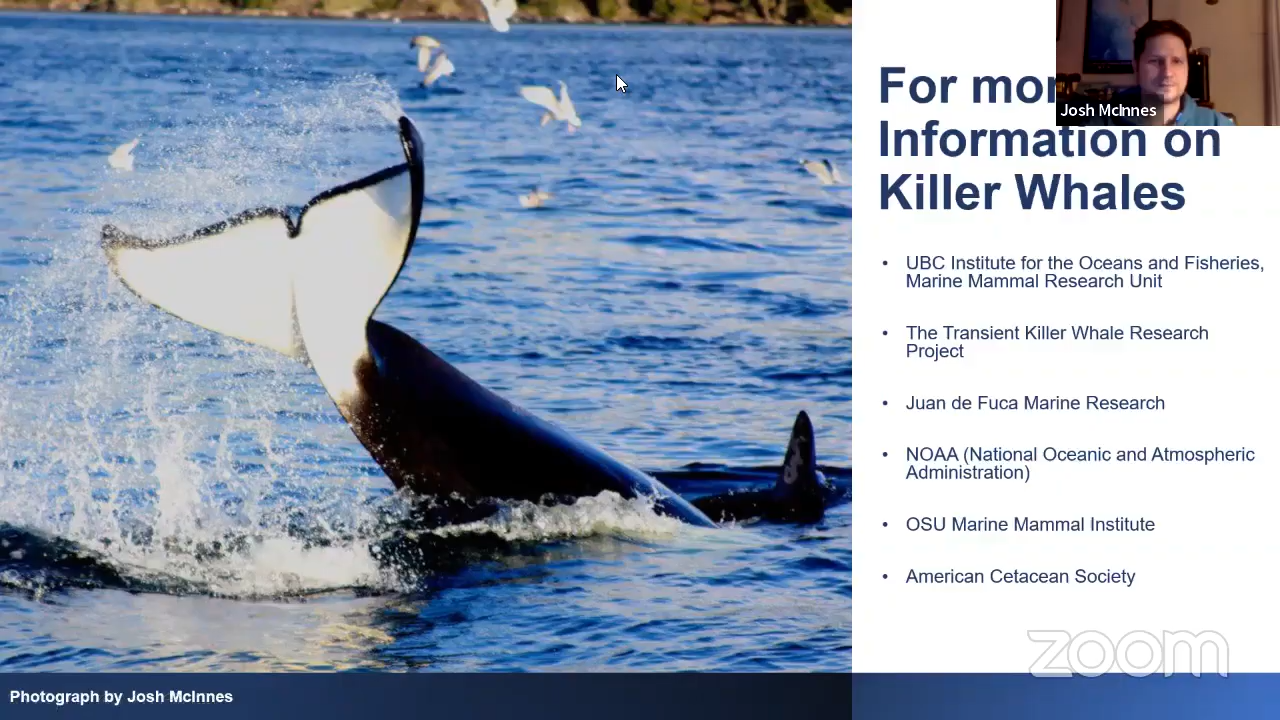 For mor
Josh McInnes
Information on
Killer Whales
• UBC Institute for the Oceans and Fisheries,
Marine Mammal Research Unit
• The Transient Killer Whale Research
Project
• Juan de Fuca Marine Research
• NOAA (National Oceanic and Atmospheric
Administration)
• OSU Marine Mammal Institute
• American Cetacean Society
zoom
Photograph by Josh McInnes